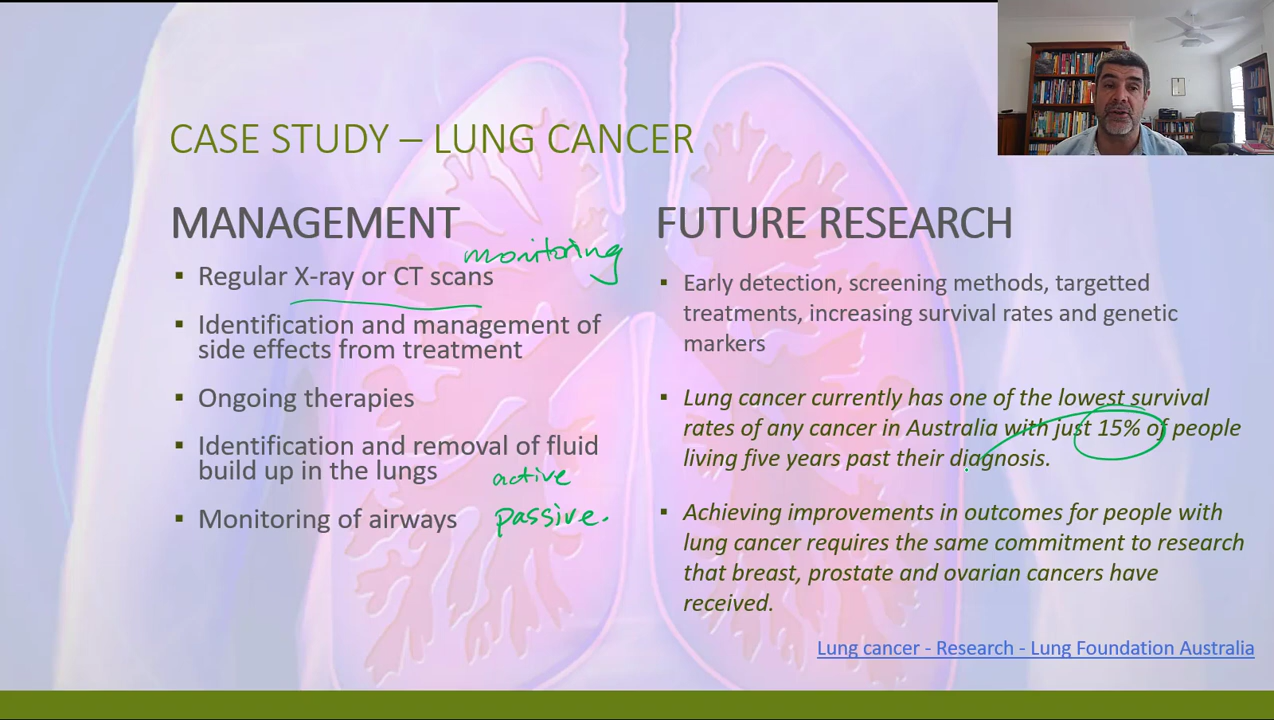 CASE STUDY – LUNG CANCER
MANAGEMENT
monitoring
▪ Regular X-ray or CT scans
▪ Identification and management of
side effects from treatment
▪ Ongoing therapies
▪ Identification and removal of fluid
build up in the lungs
active
▪ Monitoring of airways
passive.
FUTURE RESEARCH
▪ Early detection, screening methods, targetted
treatments, increasing survival rates and genetic
markers
▪ Lung cancer currently has one of the lowest survival
rates of any cancer in Australia with just 15% of people
living five years past their diagnosis.
▪ Achieving improvements in outcomes for people with
lung cancer requires the same commitment to research
that breast, prostate and ovarian cancers have
received.
Lung cancer - Research - Lung Foundation Australia